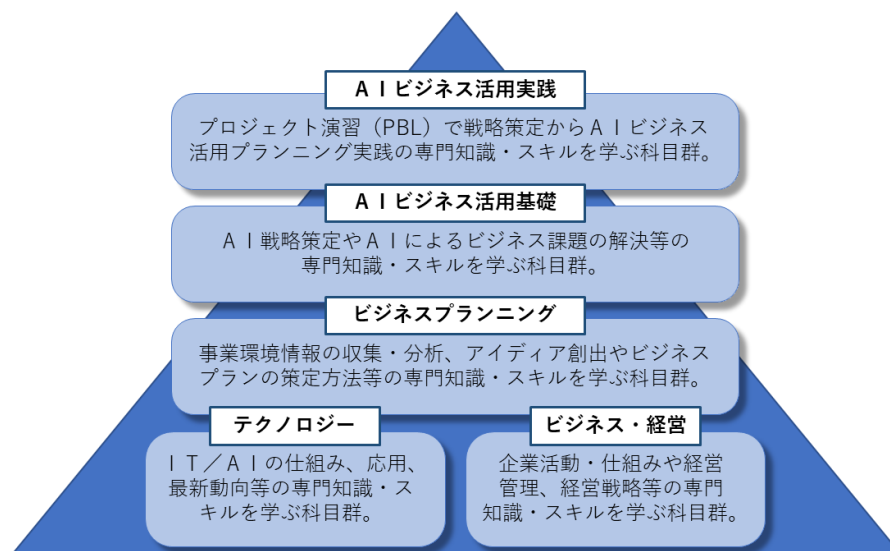 ＡＩビジネス活用実践
プロジェクト演習（PBL）で戦略策定からＡＩビジネス
活用プランニング実践の専門知識・スキルを学ぶ科目群。
ＡＩビジネス活用基礎
ＡＩ戦略策定やＡＩによるビジネス課題の解決等の
専門知識・スキルを学ぶ科目群。
ビジネスプランニング
事業環境情報の収集・分析、アイディア創出やビジネス
プランの策定方法等の専門知識・スキルを学ぶ科目群。
テクノロジー
ＩＴ／ＡＩの仕組み、応用、
最新動向等の専門知識・ス
キルを学ぶ科目群。
ビジネス・経営
企業活動・仕組みや経営
管理、経営戦略等の専門
知識・スキルを学ぶ科目群。